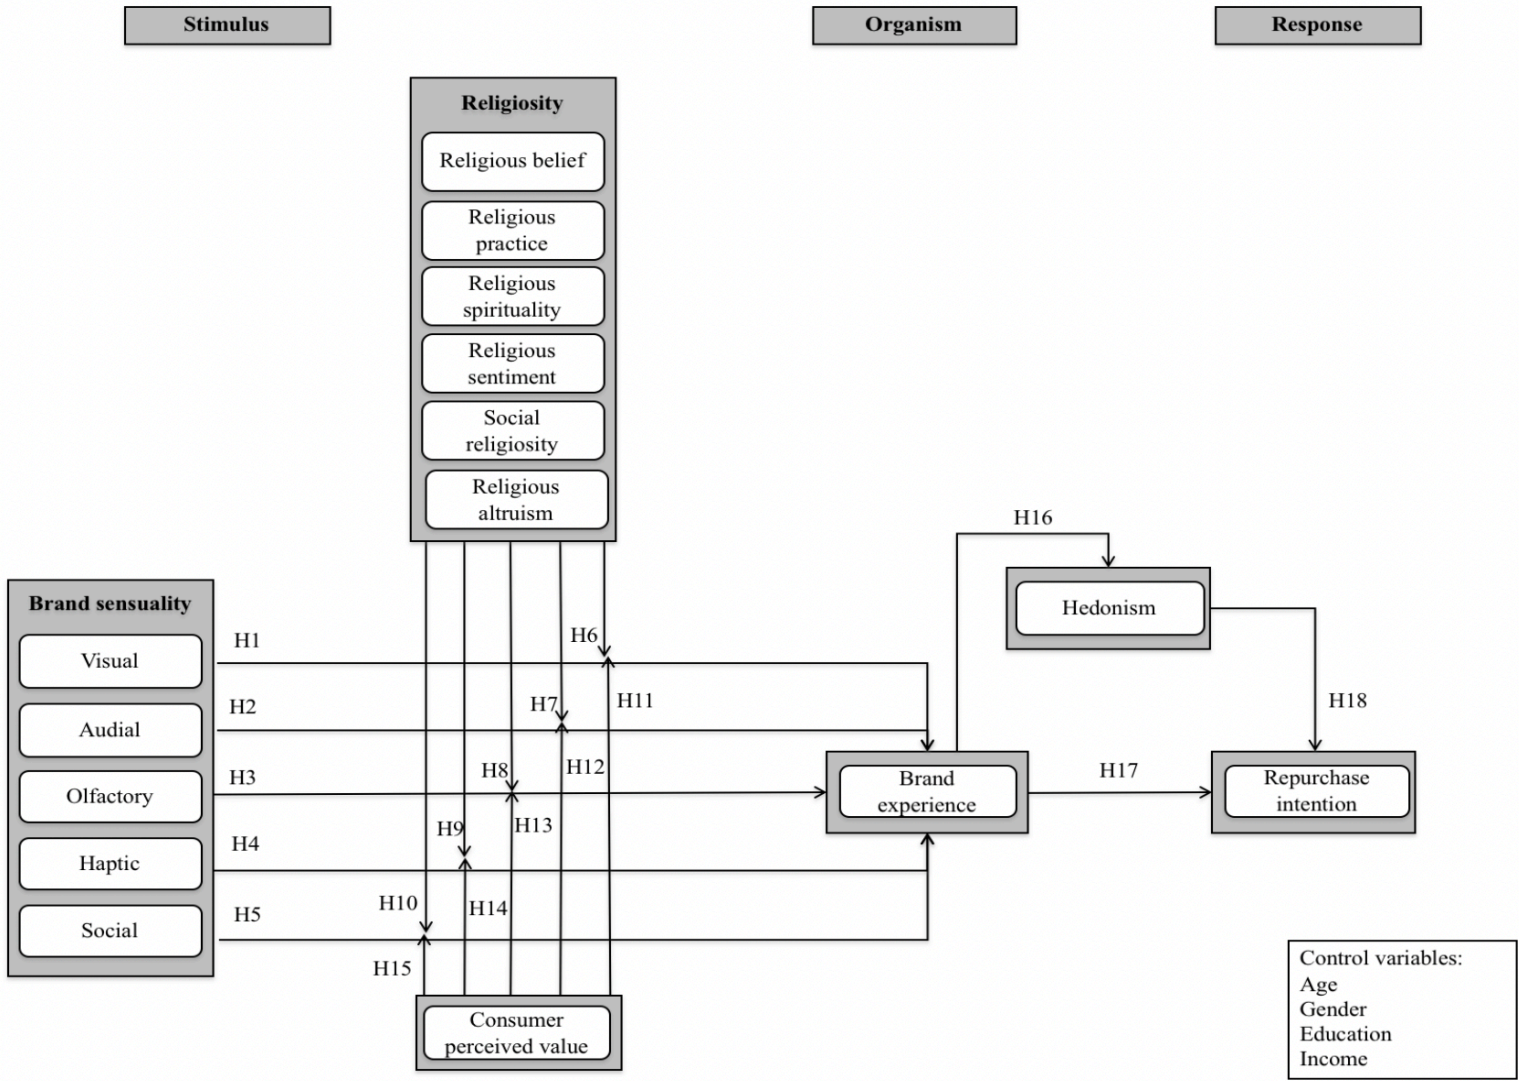 Stimulus
Organism
Response
Religiosity
Religious belief
Religious
practice
Religious
spirituality
Religious
sentiment
Social
religiosity
Religious
altruism
Brand sensuality
Visual
Audial
Olfactory
Haptic
Social
H1
H2
H3
H4
H5
H6
H7
H8
H9
H10
H11
H12
H13
H14
H15
Consumer
perceived value
Brand
experience
H16
Hedonism
H17
H18
Repurchase
intention
Control variables:
Age
Gender
Education
Income